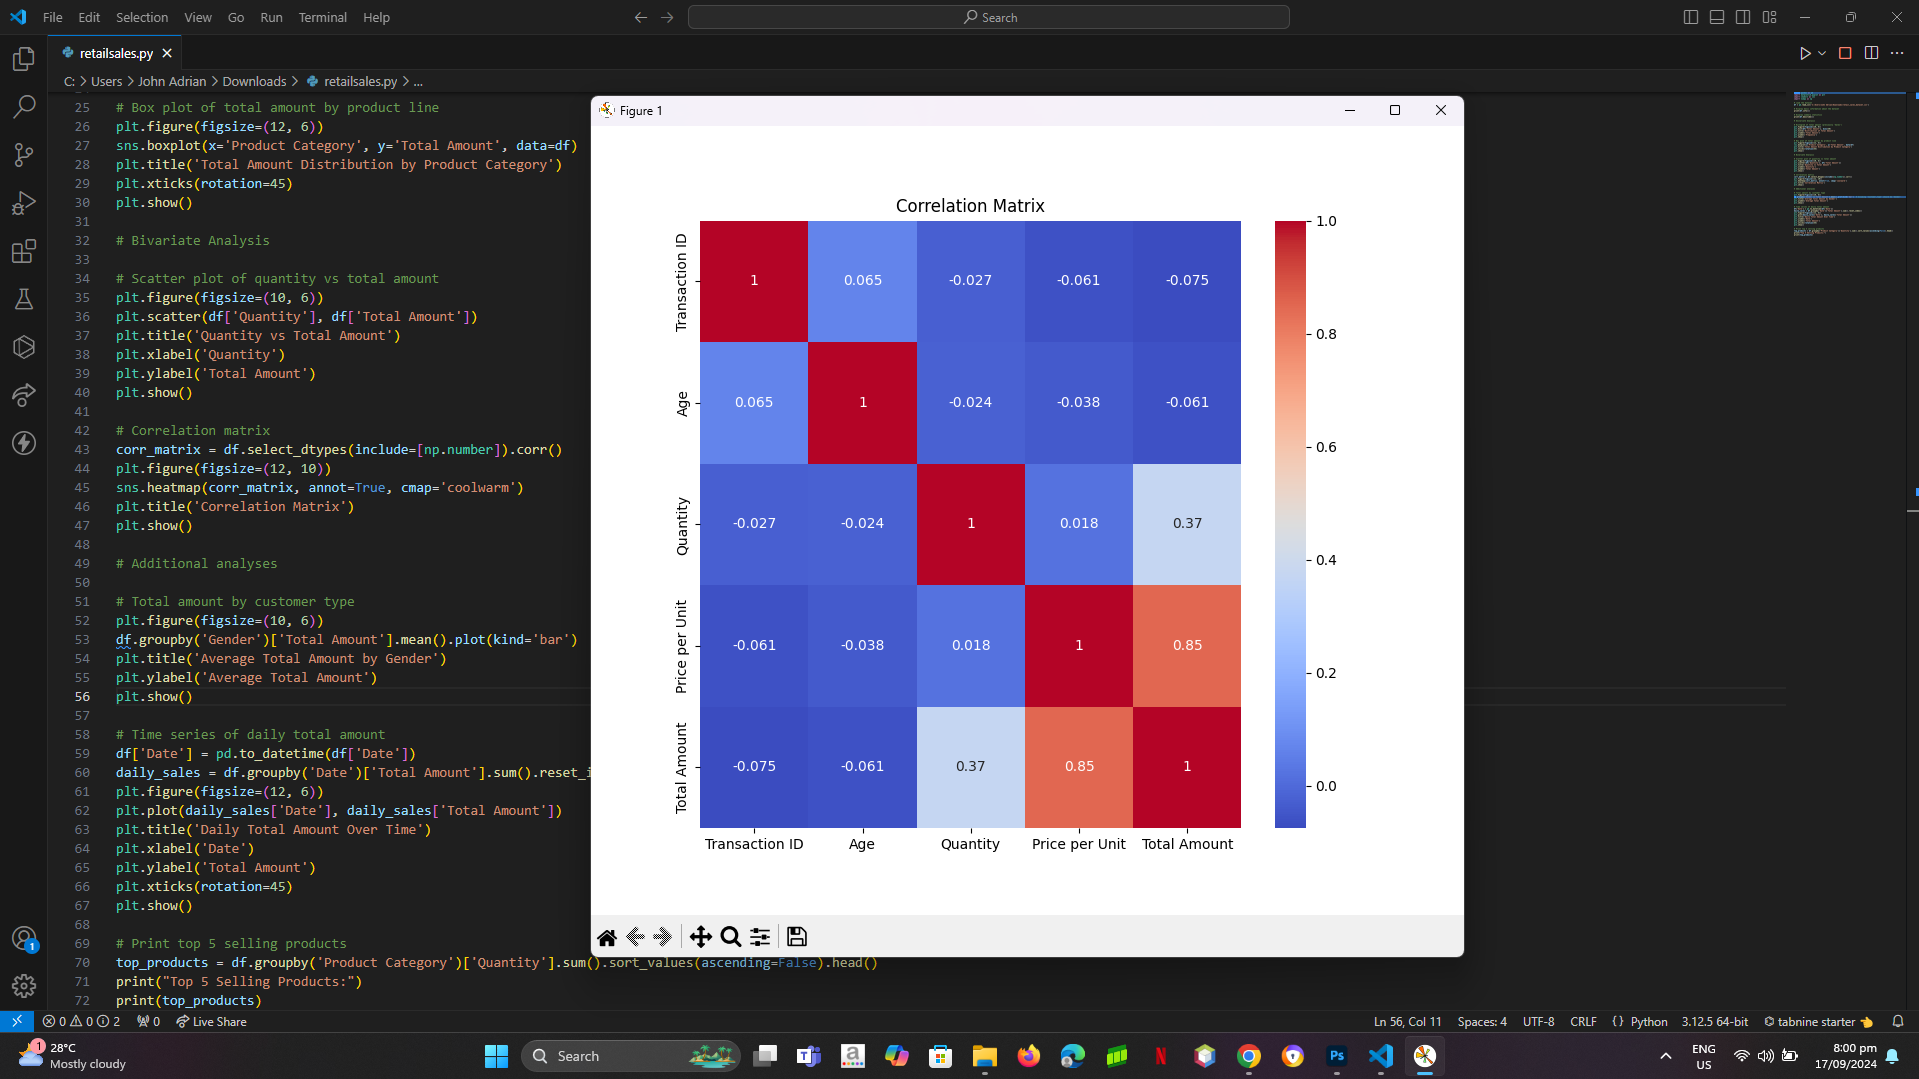 File Edit Selection View Go Run Terminal Help
Search
retailsales.py
C: > Users > John Adrian > Downloads > retailsales.py > ...
25 # Box plot of total amount by product line
26 plt.figure(figsize=(12, 6))
27 sns.boxplot(x='Product Category', y='Total Amount', data=df)
28 plt.title('Total Amount Distribution by Product Category')
29 plt.xticks(rotation=45)
30 plt.show()
31
32 # Bivariate Analysis
33
34 # Scatter plot of quantity vs total amount
35 plt.figure(figsize=(10, 6))
36 plt.scatter(df['Quantity'], df['Total Amount'])
37 plt.title('Quantity vs Total Amount')
38 plt.xlabel('Quantity')
39 plt.ylabel('Total Amount')
40 plt.show()
41
42 # Correlation matrix
43 corr_matrix = df.select_dtypes(include=[np.number]).corr()
44 plt.figure(figsize=(12, 10))
45 sns.heatmap(corr_matrix, annot=True, cmap='coolwarm')
46 plt.title('Correlation Matrix')
47 plt.show()
48
49 # Additional analyses
50
51 # Total amount by customer type
52 plt.figure(figsize=(10, 6))
53 df.groupby('Gender')['Total Amount'].mean().plot(kind='bar')
54 plt.title('Average Total Amount by Gender')
55 plt.ylabel('Average Total Amount')
56 plt.show()
57
58 # Time series of daily total amount
59 df['Date'] = pd.to_datetime(df['Date'])
60 daily_sales = df.groupby('Date')['Total Amount'].sum().reset_i
61 plt.figure(figsize=(12, 6))
62 plt.plot(daily_sales['Date'], daily_sales['Total Amount'])
63 plt.title('Daily Total Amount Over Time')
64 plt.xlabel('Date')
65 plt.ylabel('Total Amount')
66 plt.xticks(rotation=45)
67 plt.show()
68
69 # Print top 5 selling products
70 top_products = df.groupby('Product Category')['Quantity'].sum().sort_values(ascending=False).head()
71 print("Top 5 Selling Products:")
72 print(top_products)
Figure 1
Correlation Matrix
Transaction ID 1 0.065 -0.027 -0.061 -0.075
Age 0.065 1 -0.024 -0.038 -0.061
Quantity -0.027 -0.024 1 0.018 0.37
Price per Unit -0.061 -0.038 0.018 1 0.85
Total Amount -0.075 -0.061 0.37 0.85 1
Transaction ID Age Quantity Price per Unit Total Amount
1.0
0.8
0.6
0.4
0.2
0.0
1
0 0 2 0 Live Share
Ln 56, Col 11 Spaces: 4 UTF-8 CRLF {} Python 3.12.5 64-bit tabnine starter
1
28°C
Mostly cloudy
Search
a
N
Ps
ENG
US
8:00 pm
17/09/2024